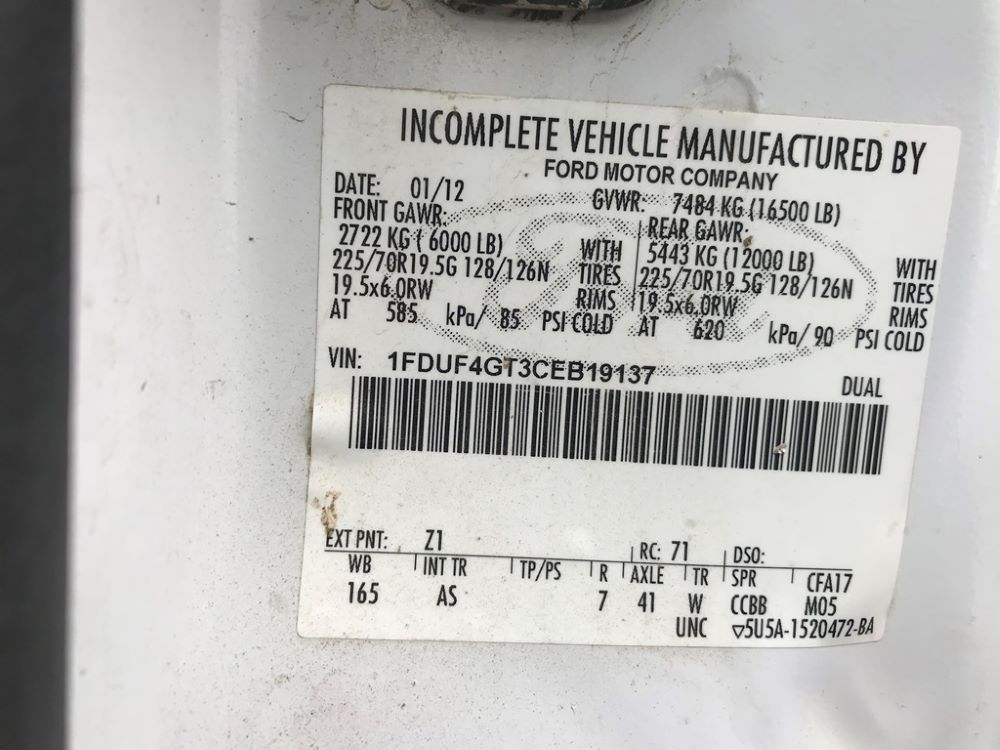 INCOMPLETE VEHICLE MANUFACTURED BY
FORD MOTOR COMPANY
DATE: 01/12 GVWR: 7484 KG (16500 LB)
FRONT GAWR: REAR GAWR:
2722 KG ( 6000 LB) WITH 5443 KG (12000 LB) WITH
225/70R19.5G 128/126N TIRES 225/70R19.5G 128/126N TIRES
19.5x6.0RW RIMS 19.5x6.0RW RIMS
AT 585 kPa/ 85 PSI COLD AT 620 kPa/ 90 PSI COLD
VIN: 1FDUF4GT3CEB19137 DUAL
EXT PNT: Z1 RC: 71 DSO:
WB INT TR TP/PS R AXLE TR SPR CFA17
165 AS 7 41 W CCBB M05
UNC ▽5U5A-1520472-BA